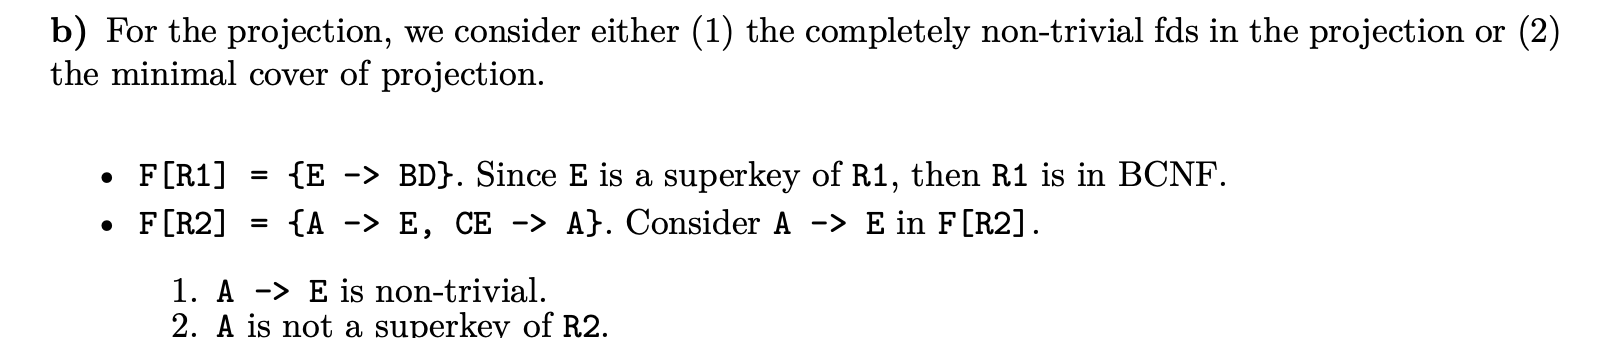 b) For the projection, we consider either (1) the completely non-trivial fds in the projection or (2)
the minimal cover of projection.
• F[R1] = {E -> BD}. Since E is a superkey of R1, then R1 is in BCNF.
• F[R2] = {A -> E, CE -> A}. Consider A -> E in F[R2].
1. A -> E is non-trivial.
2. A is not a superkey of R2.